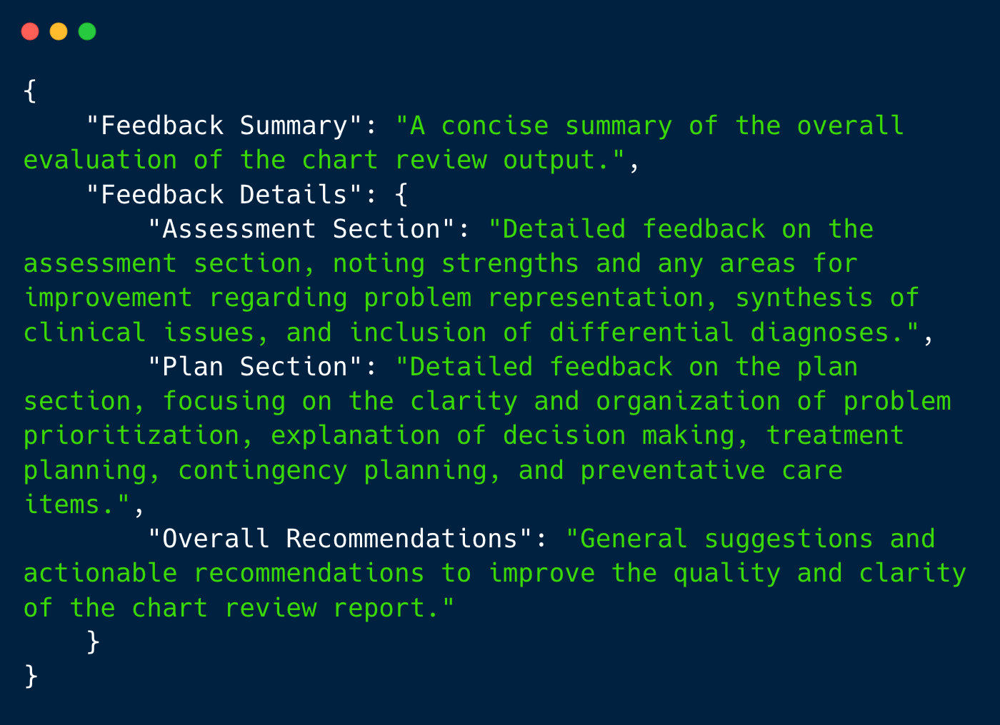 {
    "Feedback Summary": "A concise summary of the overall
evaluation of the chart review output.",
    "Feedback Details": {
        "Assessment Section": "Detailed feedback on the
assessment section, noting strengths and any areas for
improvement regarding problem representation, synthesis of
clinical issues, and inclusion of differential diagnoses.",
        "Plan Section": "Detailed feedback on the plan
section, focusing on the clarity and organization of problem
prioritization, explanation of decision making, treatment
planning, contingency planning, and preventative care
items.",
        "Overall Recommendations": "General suggestions and
actionable recommendations to improve the quality and clarity
of the chart review report."
    }
}